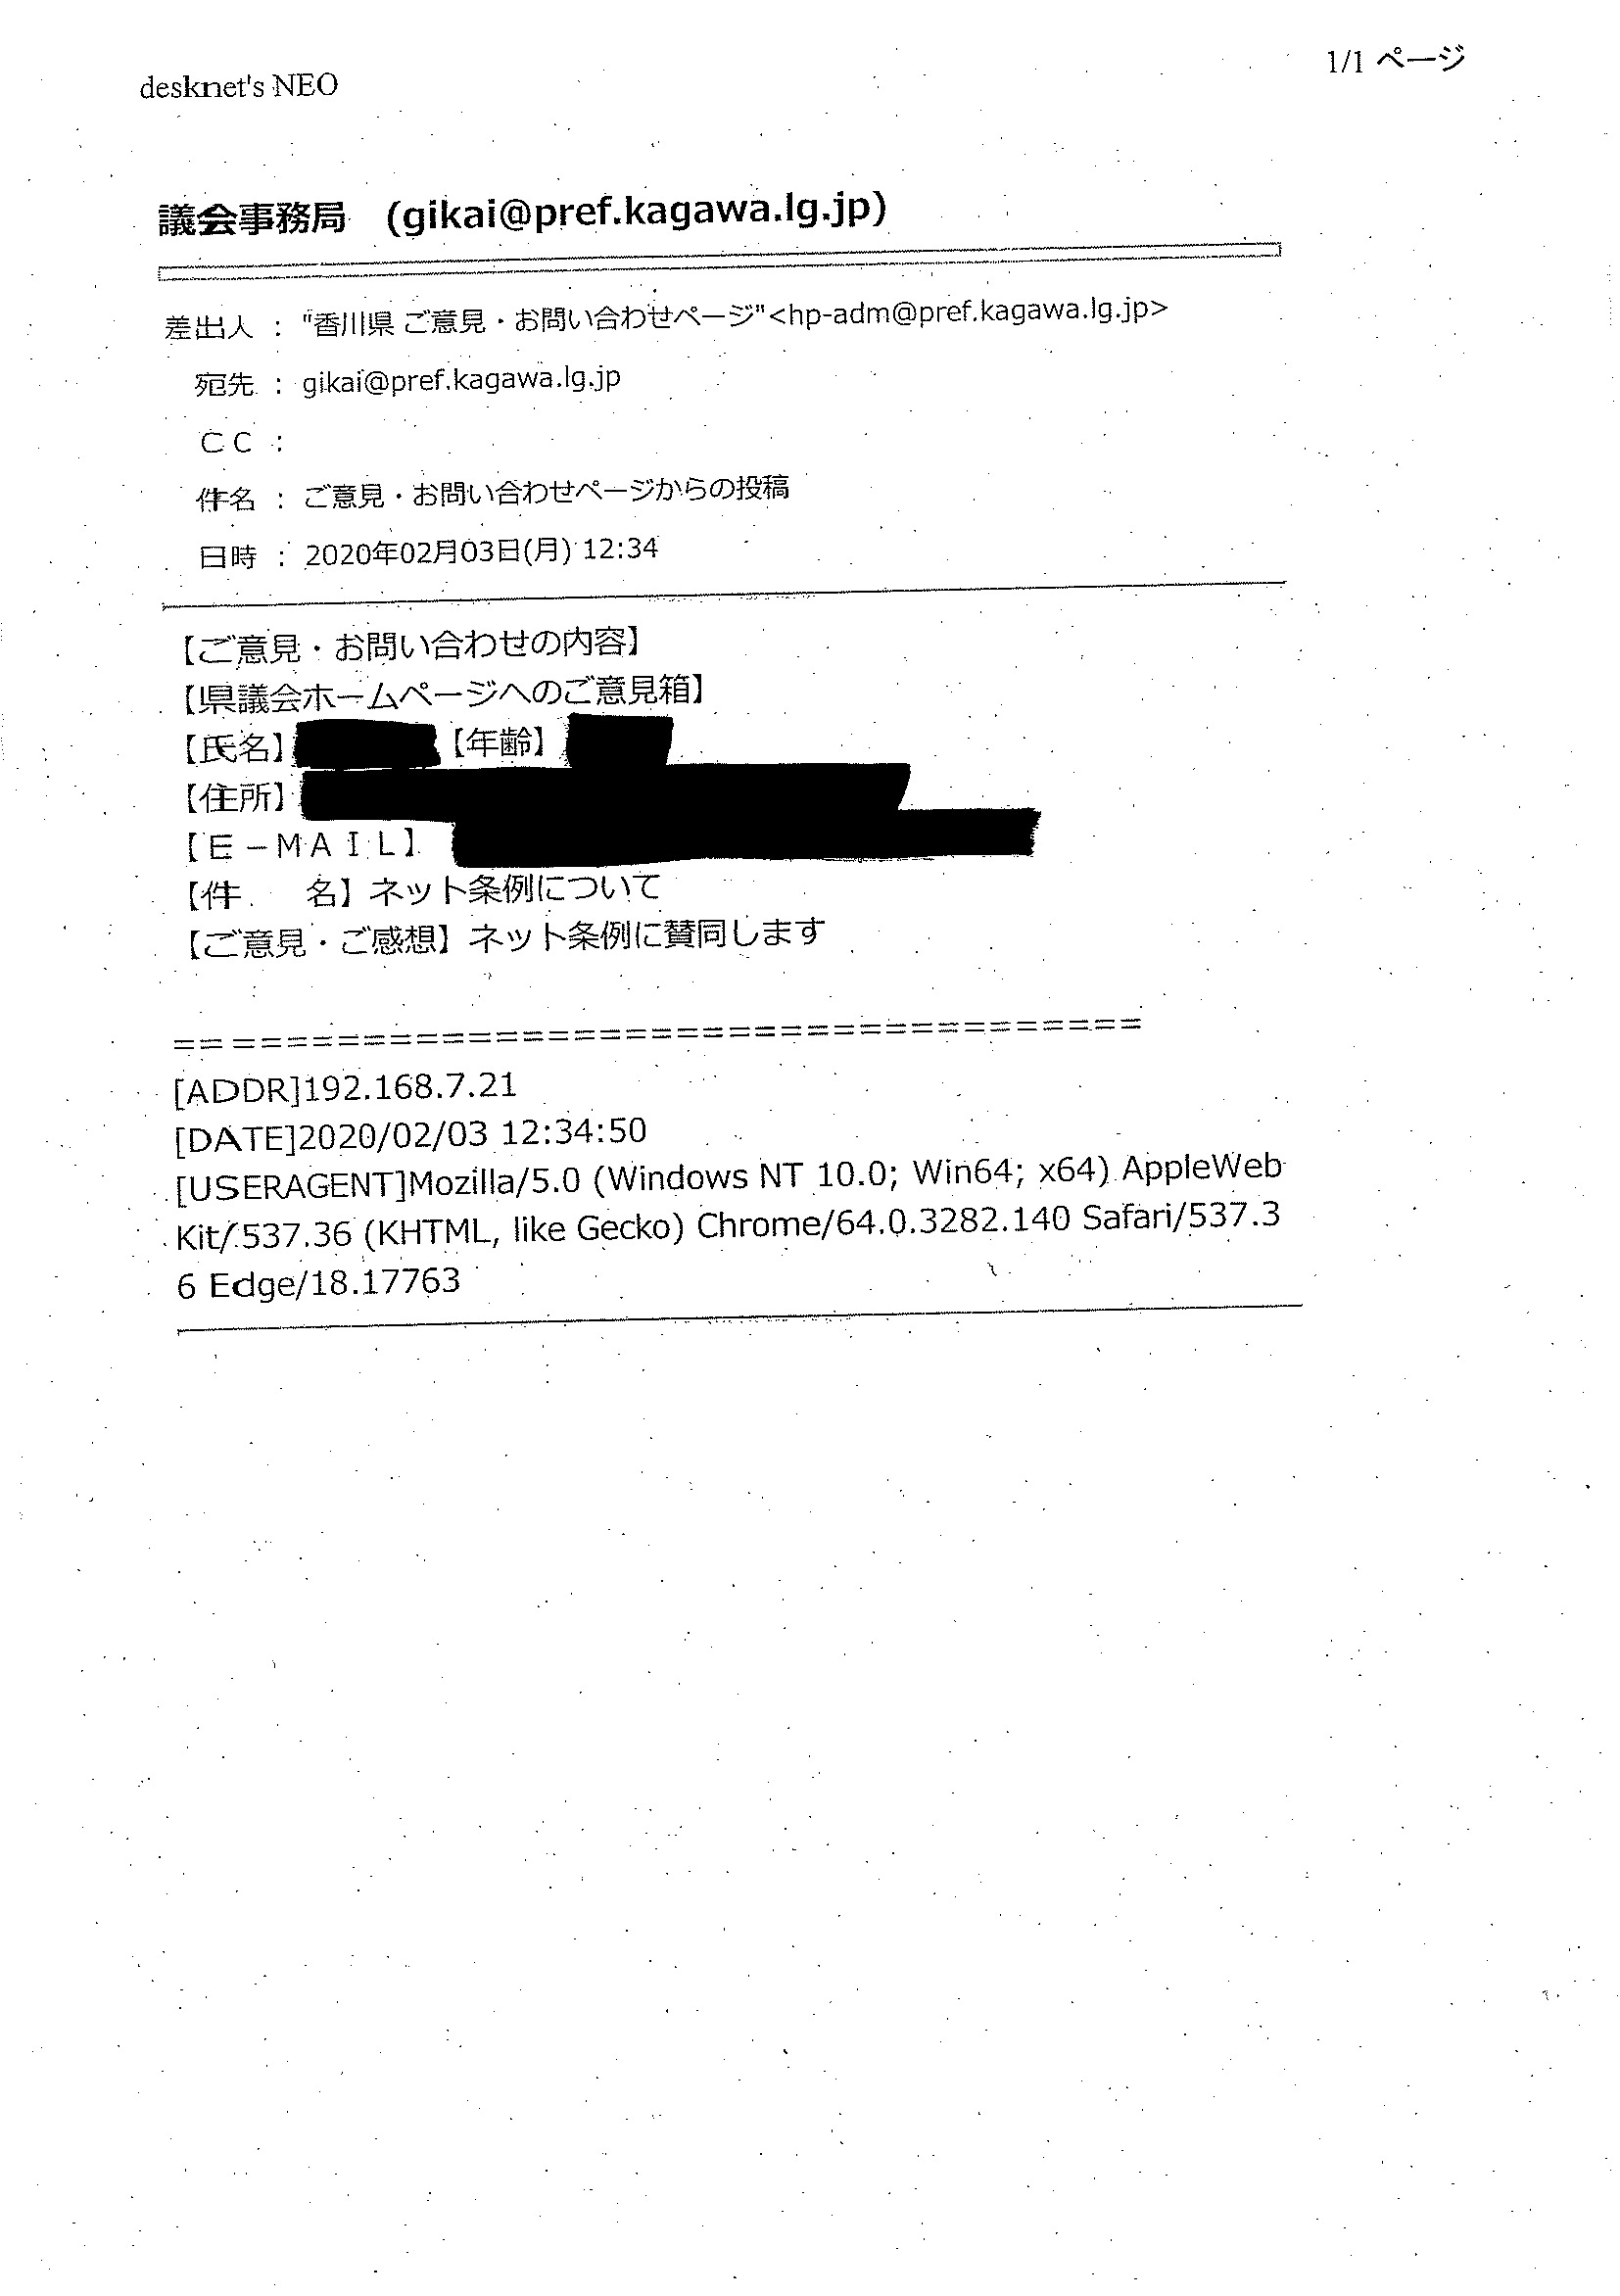 desknet's NEO
1/1 ページ
議会事務局 (gikai@pref.kagawa.lg.jp)
差出人 : "香川県 ご意見・お問い合わせページ"<hp-adm@pref.kagawa.lg.jp>
宛先 : gikai@pref.kagawa.lg.jp
ＣＣ :
件名 : ご意見・お問い合わせページからの投稿
日時 : 2020年02月03日(月) 12:34
【ご意見・お問い合わせの内容】
【県議会ホームページへのご意見箱】
【氏名】 【年齢】
【住所】
【Ｅ－ＭＡＩＬ】
【件　　名】ネット条例について
【ご意見・ご感想】ネット条例に賛同します
=====================================
[ADDR]192.168.7.21
[DATE]2020/02/03 12:34:50
[USERAGENT]Mozilla/5.0 (Windows NT 10.0; Win64; x64) AppleWeb
Kit/537.36 (KHTML, like Gecko) Chrome/64.0.3282.140 Safari/537.3
6 Edge/18.17763